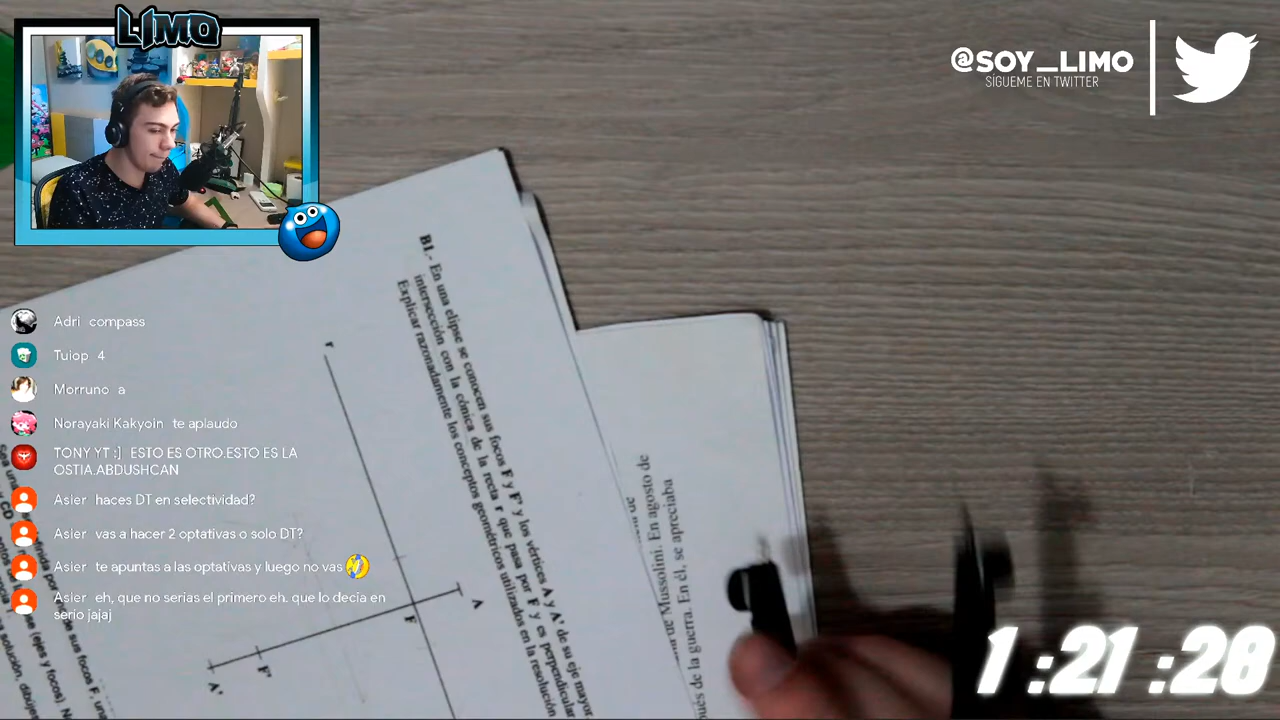 LIMO
@SOY_LIMO
SÍGUEME EN TWITTER
Adri compass
Tuiop 4
Morruno a
Norayaki Kakyoin te aplaudo
TONY YT :] ESTO ES OTRO.ESTO ES LA
OSTIA.ABDUSHCAN
Asier haces DT en selectividad?
Asier vas a hacer 2 optativas o solo DT?
Asier te apuntas a las optativas y luego no vas 🤣
Asier eh, que no serias el primero eh. que lo decia en
serio jajaj
B1.- En una elipse se conocen sus focos F y F' y los vértices A y A' de su eje mayor
intersección con la cónica de la recta r que pasa por F y es perpendicular
Explicar razonadamente los conceptos geométricos utilizados en la resolución
r
A
F
F'
A'
Mussolini. En agosto de
de la guerra. En él, se apreciaba
1:21:28